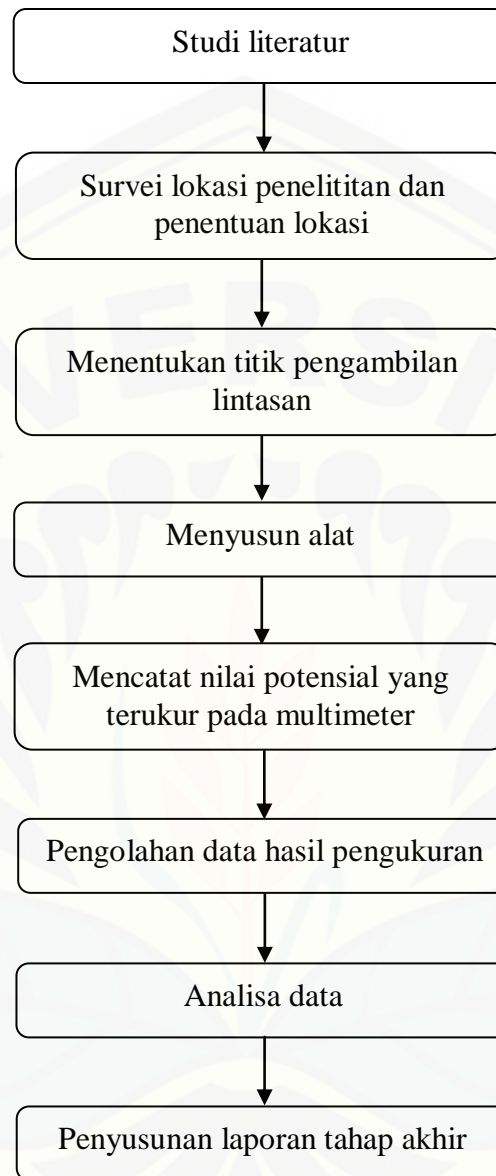 Studi literatur
Survei lokasi penelititan dan
penentuan lokasi
Menentukan titik pengambilan
lintasan
Menyusun alat
Mencatat nilai potensial yang
terukur pada multimeter
Pengolahan data hasil pengukuran
Analisa data
Penyusunan laporan tahap akhir